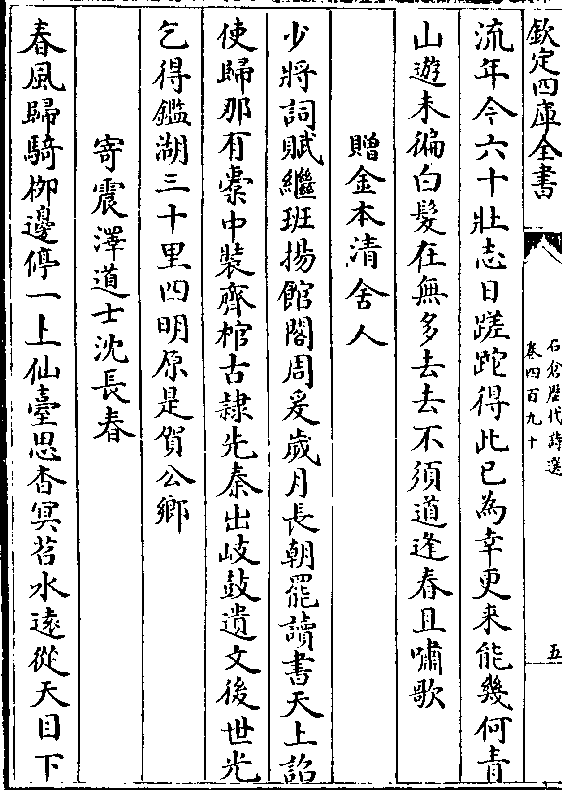 欽定四庫全書
石倉歴代詩選
卷四百九十
五
流年今六十壯志日蹉跎得此已為幸更来能幾何青
山遊未徧白髮在無多去去不須道逢春且嘯歌
贈金本清舍人
少將詞賦繼班揚館閣周爰歲月長朝罷讀書天上詔
使歸那有橐中裝齊棺古隷先秦出岐鼓遺文後世光
乞得鑑湖三十里四明原是賀公鄉
寄震澤道士沈長春
春風歸騎栁邊停一上仙臺思杳冥苕水遠從天目下